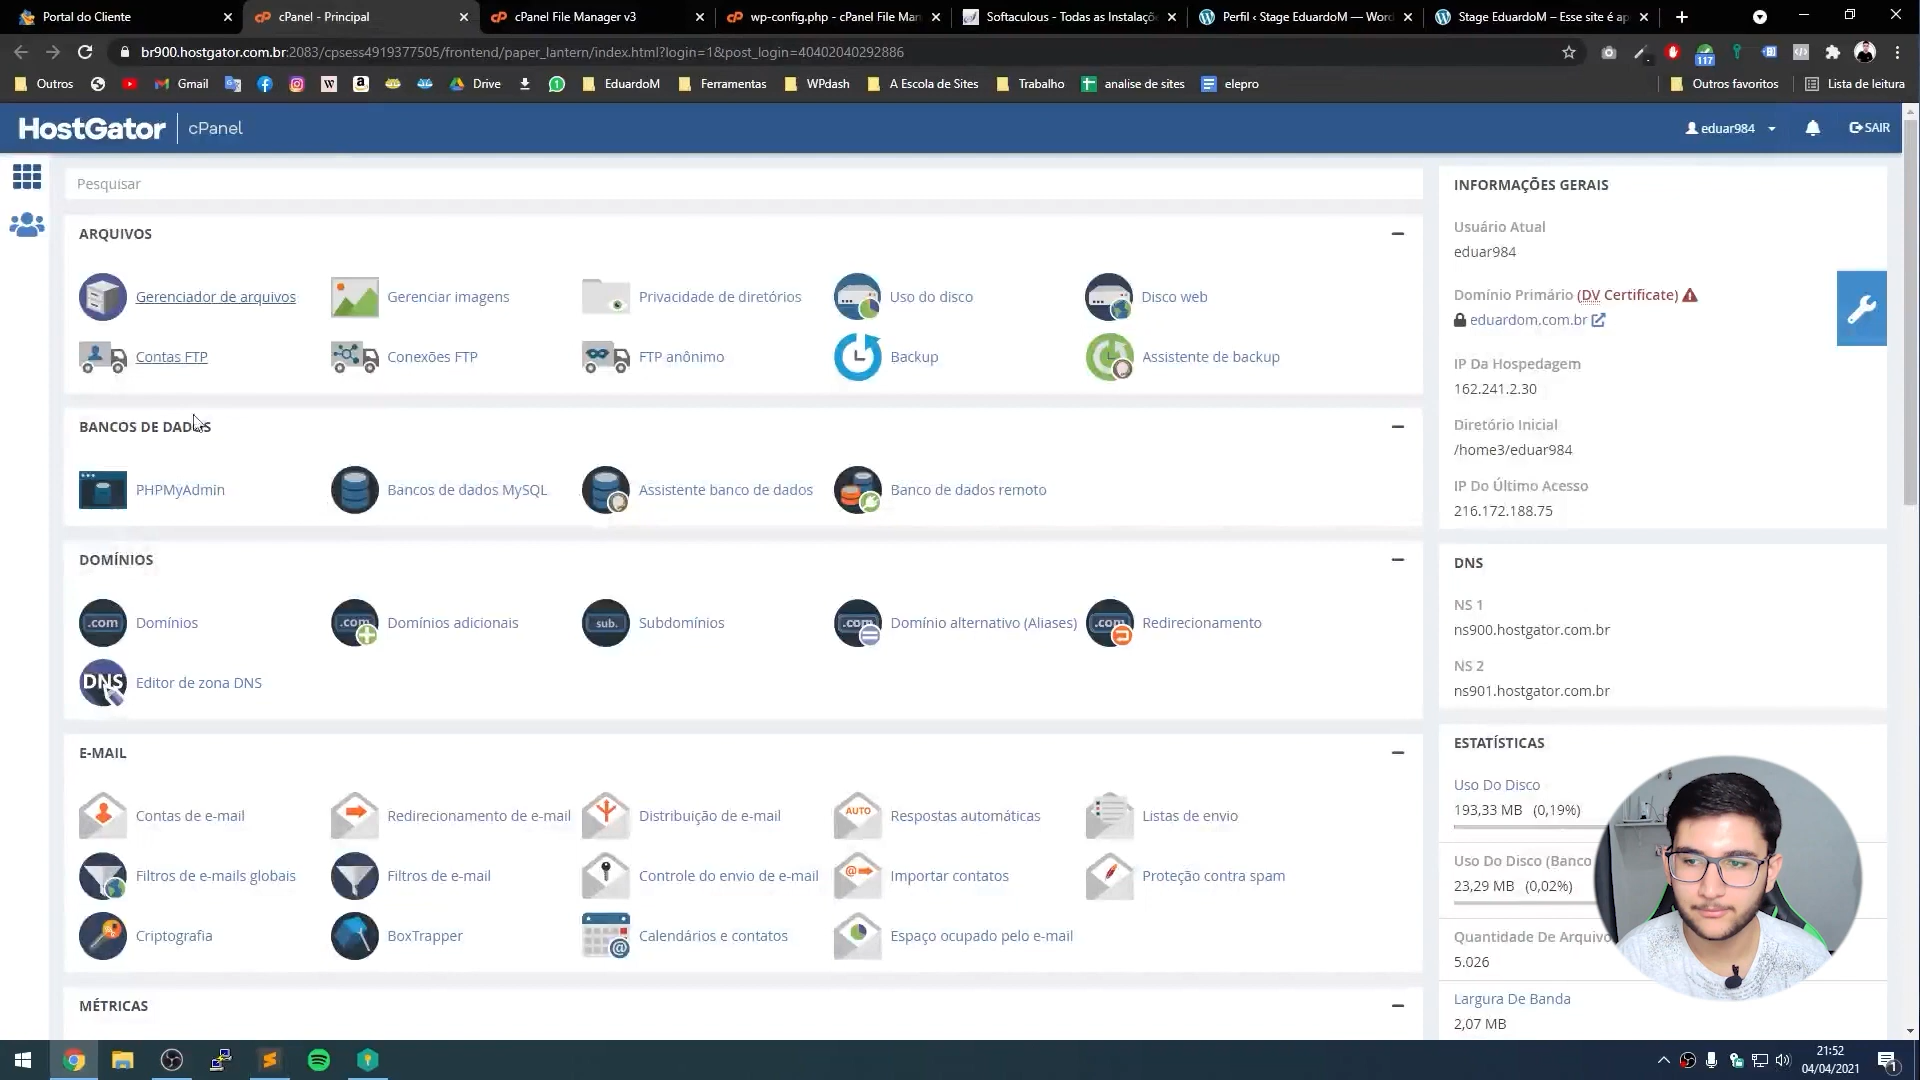 Portal do Cliente
cPanel - Principal
cPanel File Manager v3
wp-config.php - cPanel File Man
Softaculous - Todas as Instalaçõe
Perfil ‹ Stage EduardoM — Word
Stage EduardoM – Esse site é ap
br900.hostgator.com.br:2083/cpsess4919377505/frontend/paper_lantern/index.html?login=1&post_login=40402040292886
117
Outros
Gmail
Drive
EduardoM
Ferramentas
WPdash
A Escola de Sites
Trabalho
analise de sites
elepro
Outros favoritos
Lista de leitura
HostGator
cPanel
eduar984
SAIR
Pesquisar
ARQUIVOS
Gerenciador de arquivos
Gerenciar imagens
Privacidade de diretórios
Uso do disco
Disco web
Contas FTP
Conexões FTP
FTP anônimo
Backup
Assistente de backup
BANCOS DE DADOS
PHPMyAdmin
Bancos de dados MySQL
Assistente banco de dados
Banco de dados remoto
DOMÍNIOS
.com
Domínios
.com
Domínios adicionais
sub.
Subdomínios
.com
Domínio alternativo (Aliases)
.com
Redirecionamento
DNS
Editor de zona DNS
E-MAIL
Contas de e-mail
Redirecionamento de e-mail
Distribuição de e-mail
AUTO
Respostas automáticas
Listas de envio
Filtros de e-mails globais
Filtros de e-mail
Controle do envio de e-mail
Importar contatos
Proteção contra spam
Criptografia
BoxTrapper
Calendários e contatos
Espaço ocupado pelo e-mail
MÉTRICAS
INFORMAÇÕES GERAIS
Usuário Atual
eduar984
Domínio Primário (DV Certificate)
eduardom.com.br
IP Da Hospedagem
162.241.2.30
Diretório Inicial
/home3/eduar984
IP Do Último Acesso
216.172.188.75
DNS
NS 1
ns900.hostgator.com.br
NS 2
ns901.hostgator.com.br
ESTATÍSTICAS
Uso Do Disco
193,33 MB (0,19%)
Uso Do Disco (Banco
23,29 MB (0,02%)
Quantidade De Arquivo
5.026
Largura De Banda
2,07 MB
21:52
04/04/2021
1